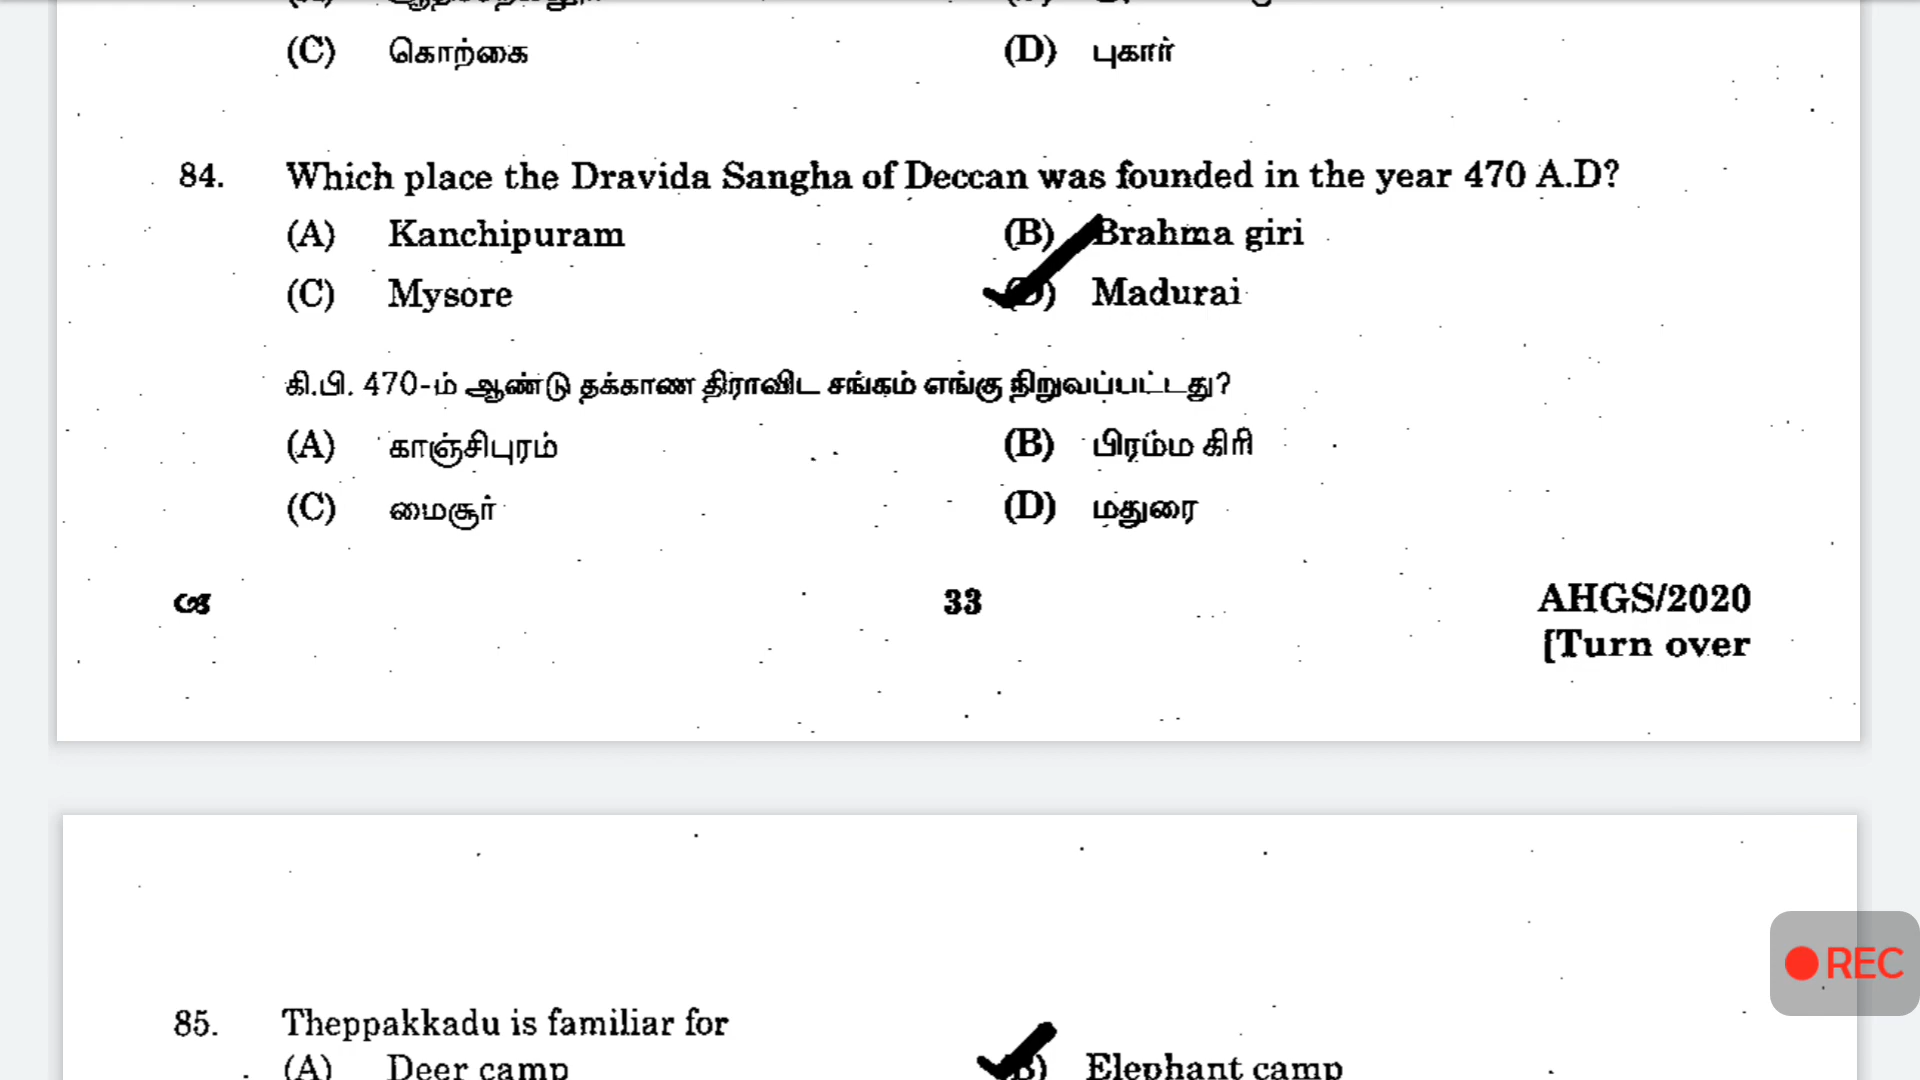 (C) கொற்கை (D) புகார்
84. Which place the Dravida Sangha of Deccan was founded in the year 470 A.D?
(A) Kanchipuram (B) Brahma giri
(C) Mysore (D) Madurai
கி.பி. 470-ம் ஆண்டு தக்காண திராவிட சங்கம் எங்கு நிறுவப்பட்டது?
(A) காஞ்சிபுரம் (B) பிரம்ம கிரி
(C) மைசூர் (D) மதுரை
33 AHGS/2020
[Turn over
REC
85. Theppakkadu is familiar for
(A) Deer camp (B) Elephant camp